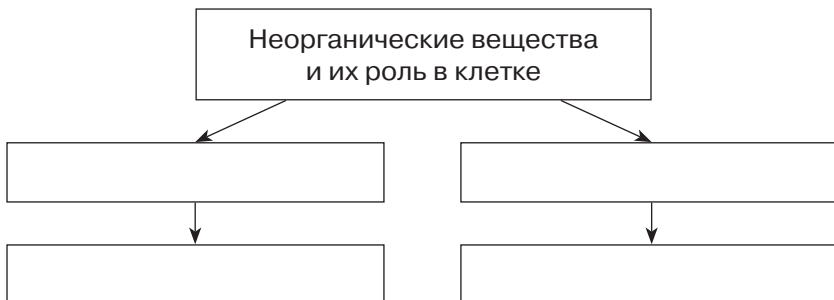 Неорганические вещества
и их роль в клетке